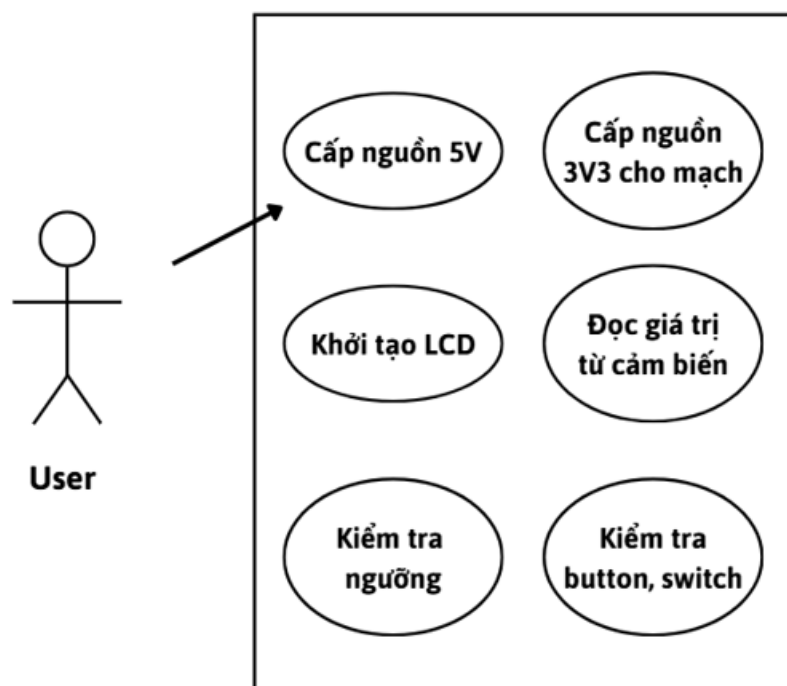 Cấp nguồn 5V
Cấp nguồn
3V3 cho mạch
Khởi tạo LCD
Đọc giá trị
từ cảm biến
User
Kiểm tra
ngưỡng
Kiểm tra
button, switch